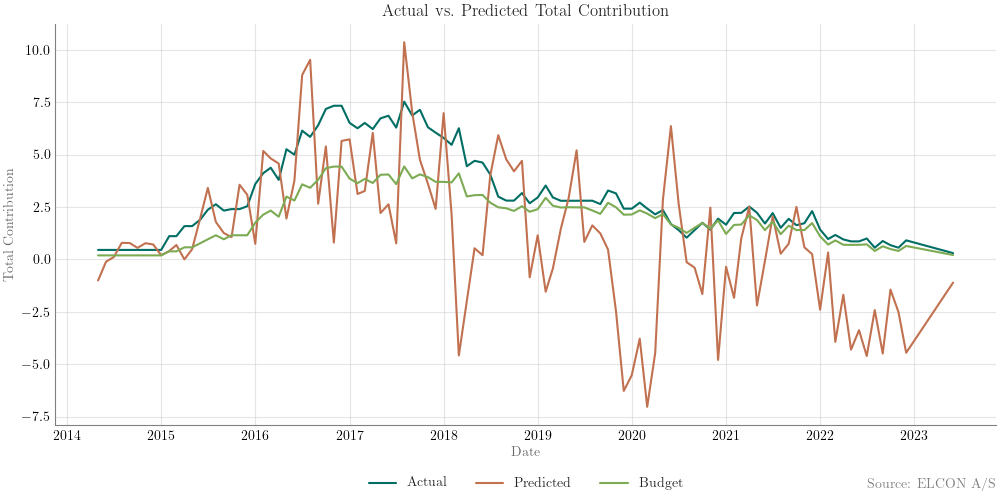 Actual vs. Predicted Total Contribution
Total Contribution
10.0
7.5
5.0
2.5
0.0
−2.5
−5.0
−7.5
2014 2015 2016 2017 2018 2019 2020 2021 2022 2023
Date
Actual Predicted Budget
Source: ELCON A/S